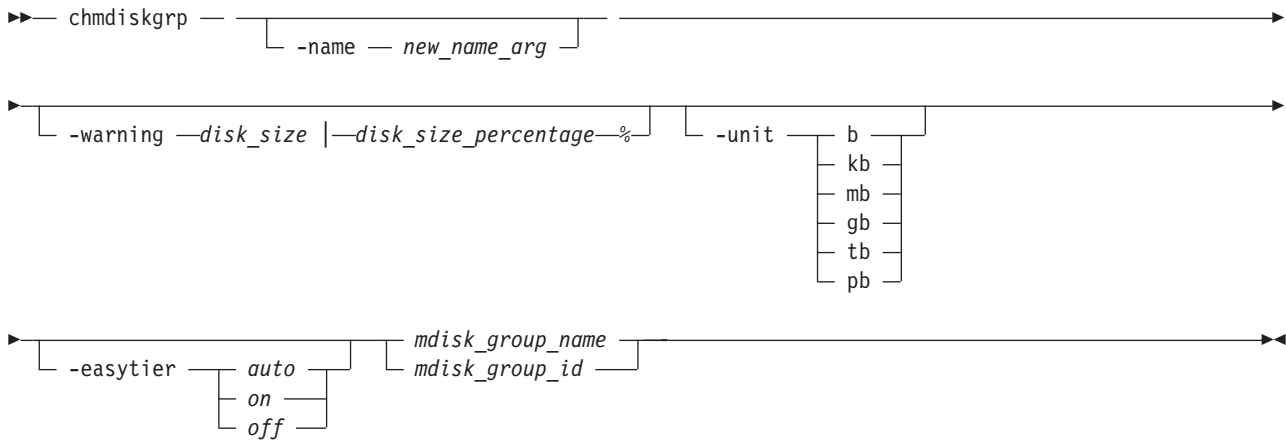 chmdiskgrp
-name new_name_arg
-warning disk_size | disk_size_percentage % -unit b
kb
mb
gb
tb
pb
mdisk_group_name
-easytier auto mdisk_group_id
on
off